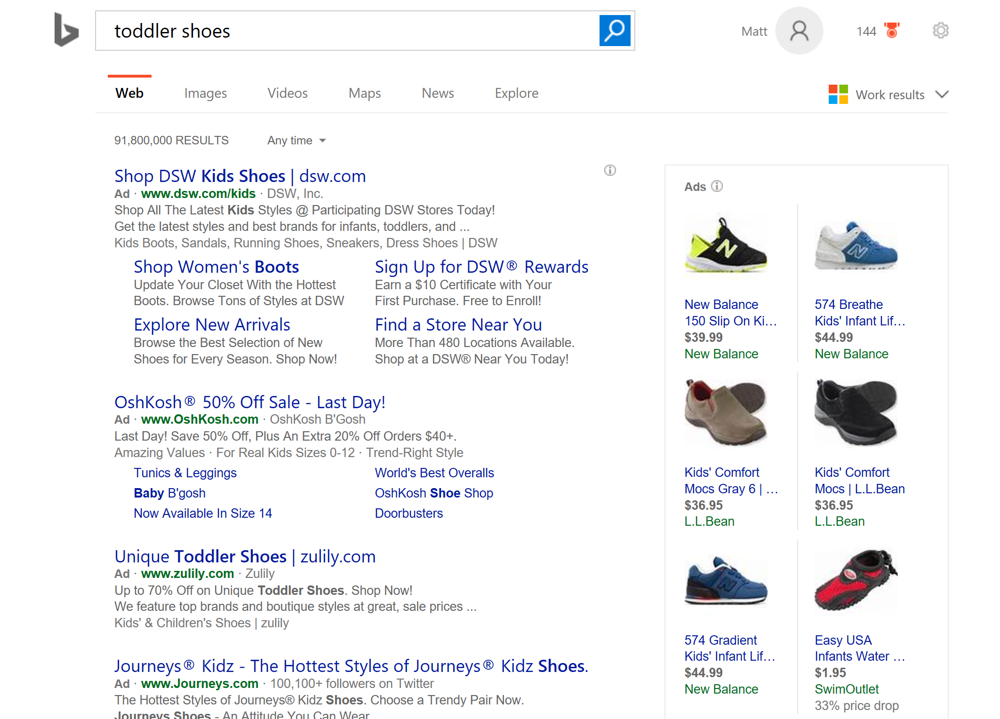 toddler shoes
Matt
144
Web Images Videos Maps News Explore
Work results
91,800,000 RESULTS Any time
Shop DSW Kids Shoes | dsw.com
Ad · www.dsw.com/kids · DSW, Inc.
Shop All The Latest Kids Styles @ Participating DSW Stores Today!
Get the latest styles and best brands for infants, toddlers, and ...
Kids Boots, Sandals, Running Shoes, Sneakers, Dress Shoes | DSW
Shop Women's Boots
Update Your Closet With the Hottest
Boots. Browse Tons of Styles at DSW
Sign Up for DSW® Rewards
Earn a $10 Certificate with Your
First Purchase. Free to Enroll!
Explore New Arrivals
Browse the Best Selection of New
Shoes for Every Season. Shop Now!
Find a Store Near You
More Than 480 Locations Available.
Shop at a DSW® Near You Today!
OshKosh® 50% Off Sale - Last Day!
Ad · www.OshKosh.com · OshKosh B'Gosh
Last Day! Save 50% Off, Plus An Extra 20% Off Orders $40+.
Amazing Values · For Real Kids Sizes 0-12 · Trend-Right Style
Tunics & Leggings
World's Best Overalls
Baby B'gosh
OshKosh Shoe Shop
Now Available In Size 14
Doorbusters
Unique Toddler Shoes | zulily.com
Ad · www.zulily.com · Zulily
Up to 70% Off on Unique Toddler Shoes. Shop Now!
We feature top brands and boutique styles at great, sale prices ...
Kids' & Children's Shoes | zulily
Journeys® Kidz - The Hottest Styles of Journeys® Kidz Shoes.
Ad · www.Journeys.com · 100,100+ followers on Twitter
The Hottest Styles of Journeys® Kidz Shoes. Choose a Trendy Pair Now.
Journeys Shoes - An Attitude You Can Wear
Ads
New Balance
150 Slip On Ki...
$39.99
New Balance
574 Breathe
Kids' Infant Lif...
$44.99
New Balance
Kids' Comfort
Mocs Gray 6 | ...
$36.95
L.L.Bean
Kids' Comfort
Mocs | L.L.Bean
$36.95
L.L.Bean
574 Gradient
Kids' Infant Lif...
$44.99
New Balance
Easy USA
Infants Water ...
$1.95
SwimOutlet
33% price drop